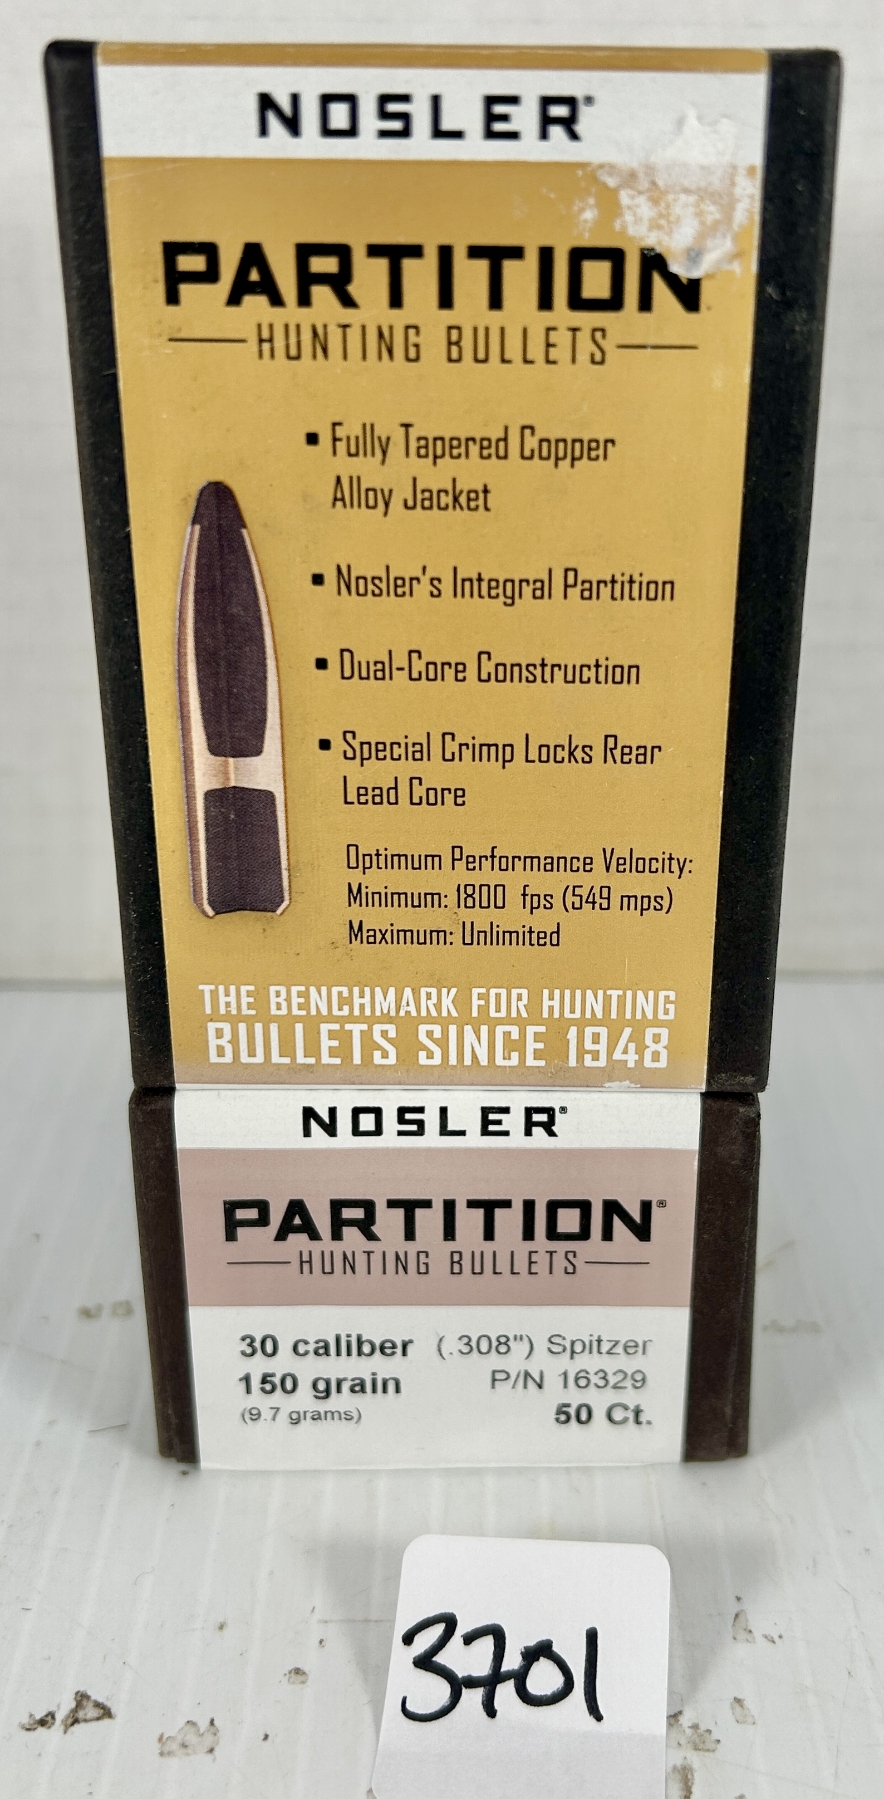 NOSLER®
PARTITION
HUNTING BULLETS
▪ Fully Tapered Copper
Alloy Jacket
▪ Nosler's Integral Partition
▪ Dual-Core Construction
▪ Special Crimp Locks Rear
Lead Core
Optimum Performance Velocity:
Minimum: 1800 fps (549 mps)
Maximum: Unlimited
THE BENCHMARK FOR HUNTING
BULLETS SINCE 1948
NOSLER®
PARTITION®
HUNTING BULLETS
30 caliber (.308") Spitzer
150 grain P/N 16329
(9.7 grams) 50 Ct.
3701